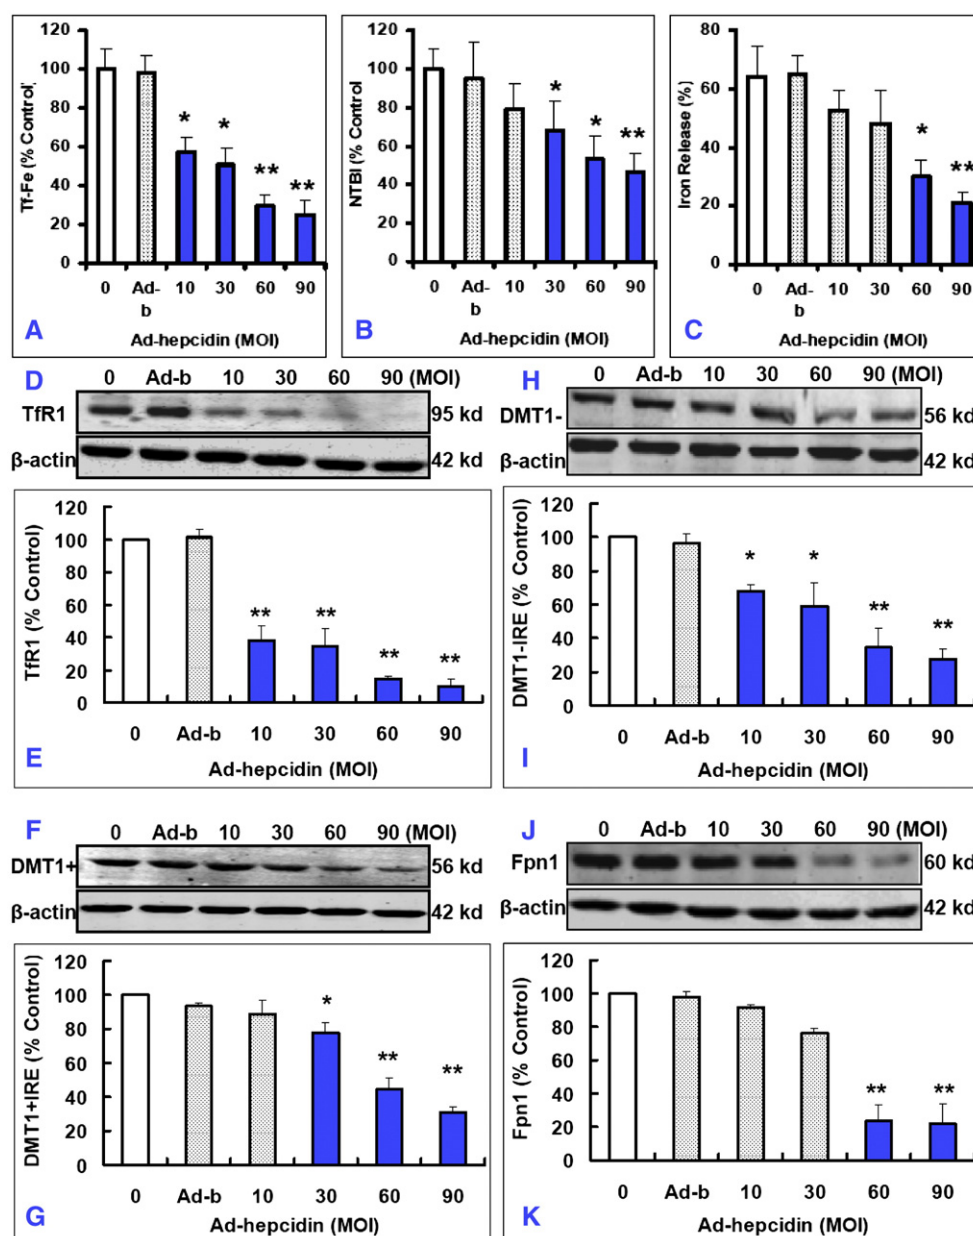 Tf-Fe (% Control)
120
100
80
60
40
20
0
* * ** **
0 Ad-b 10 30 60 90
A
Ad-hepcidin (MOI)
NTBI (% Control)
120
100
80
60
40
20
0
* * **
0 Ad-b 10 30 60 90
B
Ad-hepcidin (MOI)
Iron Release (%)
80
60
40
20
0
* **
0 Ad-b 10 30 60 90
C
Ad-hepcidin (MOI)
D 0 Ad-b 10 30 60 90 (MOI)
TfR1 95 kd
β-actin 42 kd
H 0 Ad-b 10 30 60 90 (MOI)
DMT1- 56 kd
β-actin 42 kd
TfR1 (% Control)
120
100
80
60
40
20
0
** ** ** **
0 Ad-b 10 30 60 90
E
Ad-hepcidin (MOI)
DMT1-IRE (% Control)
120
100
80
60
40
20
0
* * ** **
0 Ad-b 10 30 60 90
I
Ad-hepcidin (MOI)
F 0 Ad-b 10 30 60 90 (MOI)
DMT1+ 56 kd
β-actin 42 kd
J 0 Ad-b 10 30 60 90 (MOI)
Fpn1 60 kd
β-actin 42 kd
DMT1+IRE (% Control)
120
100
80
60
40
20
0
* ** **
0 Ad-b 10 30 60 90
G Ad-hepcidin (MOI)
Fpn1 (% Control)
120
100
80
60
40
20
0
** **
0 Ad-b 10 30 60 90
K Ad-hepcidin (MOI)